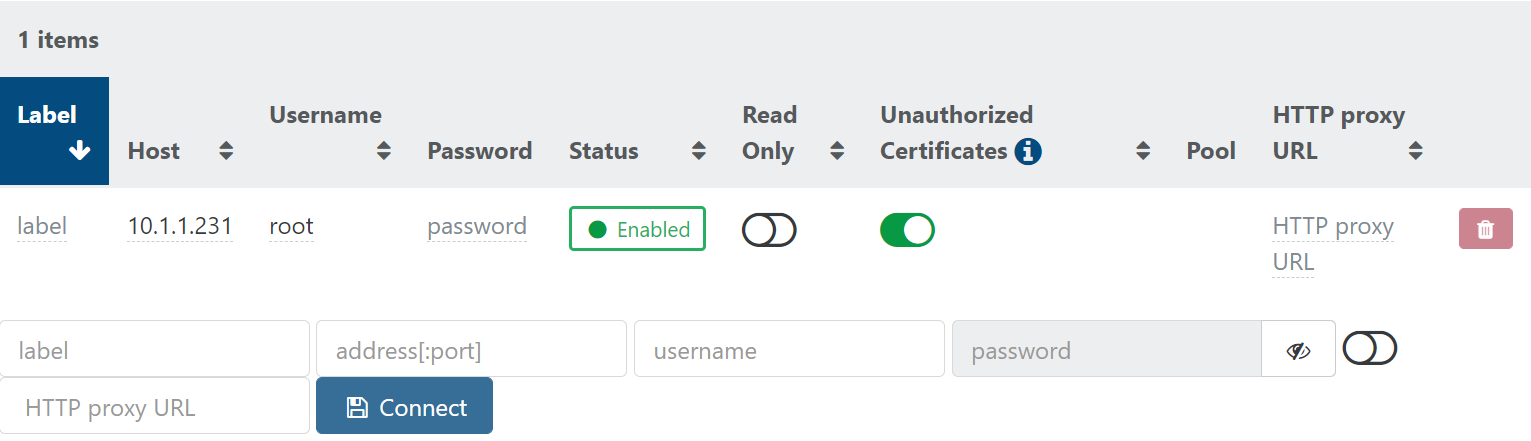 1 items
Label Host Username Password Status Read Only Unauthorized Certificates Pool HTTP proxy URL
label 10.1.1.231 root password Enabled HTTP proxy URL
label address[:port] username password
HTTP proxy URL Connect